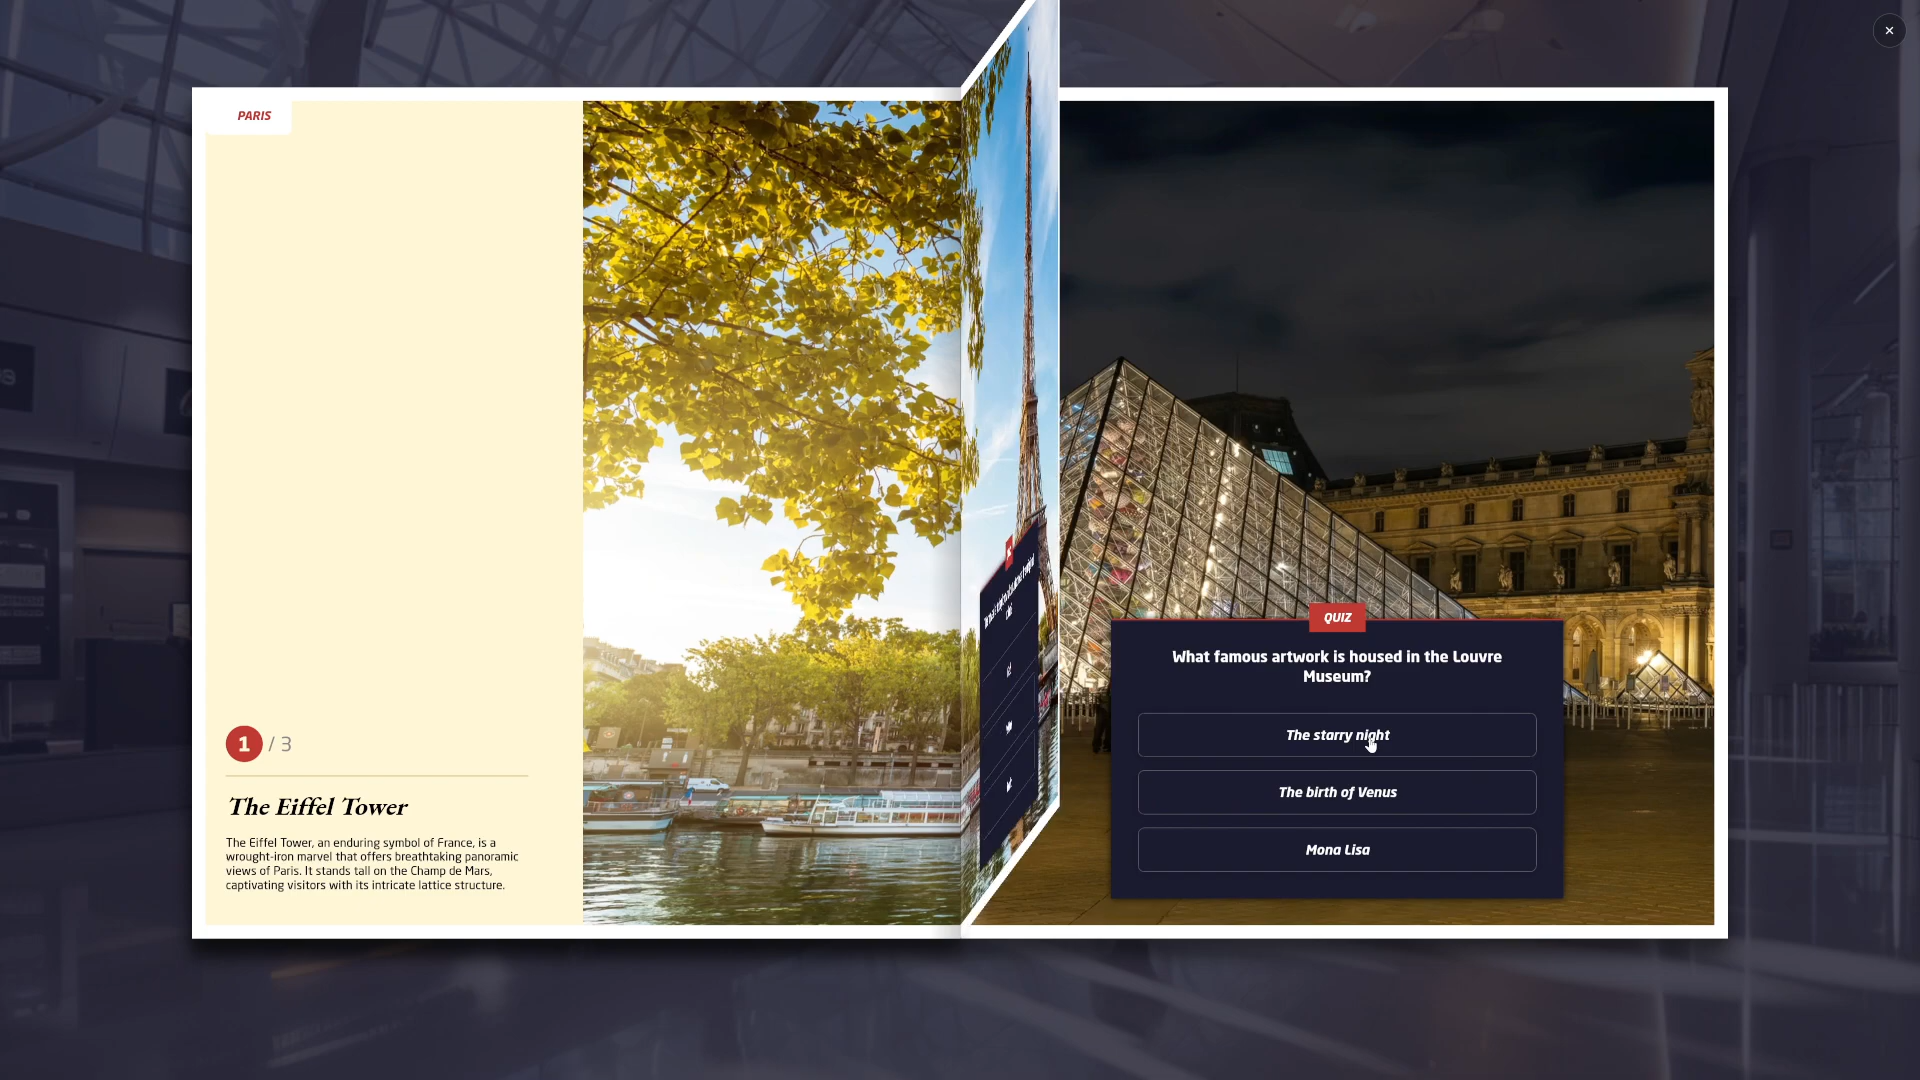 PARIS
1 / 3
The Eiffel Tower
The Eiffel Tower, an enduring symbol of France, is a
wrought-iron marvel that offers breathtaking panoramic
views of Paris. It stands tall on the Champ de Mars,
captivating visitors with its intricate lattice structure.
QUIZ
What famous artwork is housed in the Louvre
Museum?
The starry night
The birth of Venus
Mona Lisa